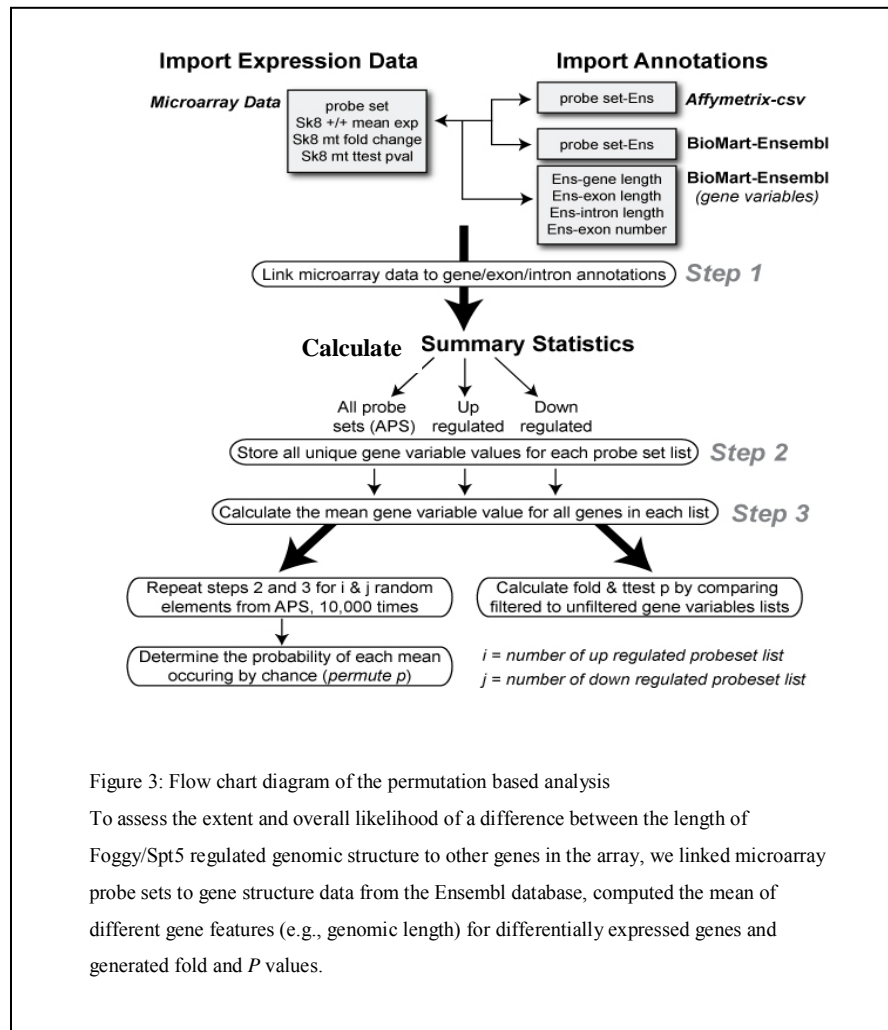 Import Expression Data
Import Annotations
Microarray Data
probe set
Sk8 +/+ mean exp
Sk8 mt fold change
Sk8 mt ttest pval
probe set-Ens
Affymetrix-csv
probe set-Ens
BioMart-Ensembl
Ens-gene length
Ens-exon length
Ens-intron length
Ens-exon number
BioMart-Ensembl
(gene variables)
Link microarray data to gene/exon/intron annotations
Step 1
Calculate Summary Statistics
All probe
sets (APS)
Up
regulated
Down
regulated
Store all unique gene variable values for each probe set list
Step 2
Calculate the mean gene variable value for all genes in each list
Step 3
Repeat steps 2 and 3 for i & j random
elements from APS, 10,000 times
Calculate fold & ttest p by comparing
filtered to unfiltered gene variables lists
Determine the probability of each mean
occuring by chance (permute p)
i = number of up regulated probeset list
j = number of down regulated probeset list
Figure 3: Flow chart diagram of the permutation based analysis
To assess the extent and overall likelihood of a difference between the length of
Foggy/Spt5 regulated genomic structure to other genes in the array, we linked microarray
probe sets to gene structure data from the Ensembl database, computed the mean of
different gene features (e.g., genomic length) for differentially expressed genes and
generated fold and P values.